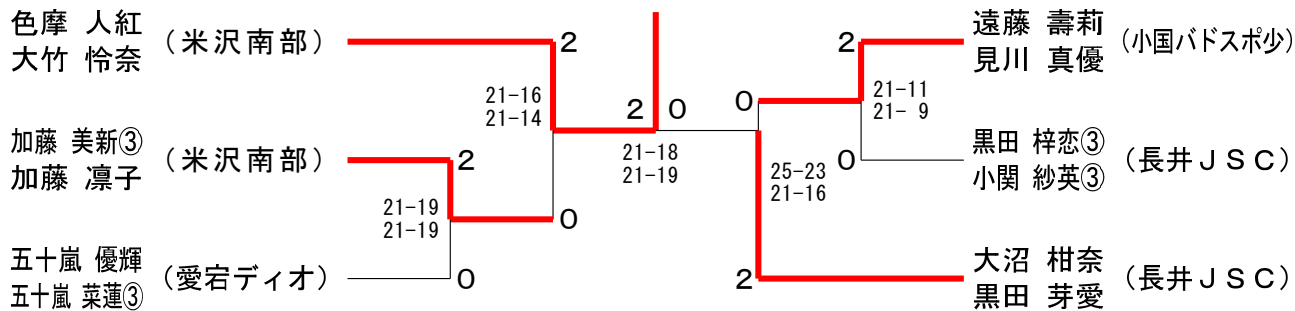 色摩 人紅
大竹 怜奈
(米沢南部)
2
21-16
21-14
加藤 美新③
加藤 凛子
(米沢南部)
2
21-19
21-19
0
五十嵐 優輝
五十嵐 菜蓮③
(愛宕ディオ)
0
2
0
21-18
21-19
遠藤 壽莉
見川 真優
(小国バドスポ少)
2
21-11
21- 9
0
黒田 梓恋③
小関 紗英③
(長井JSC)
0
25-23
21-16
大沼 柑奈
黒田 芽愛
(長井JSC)
2